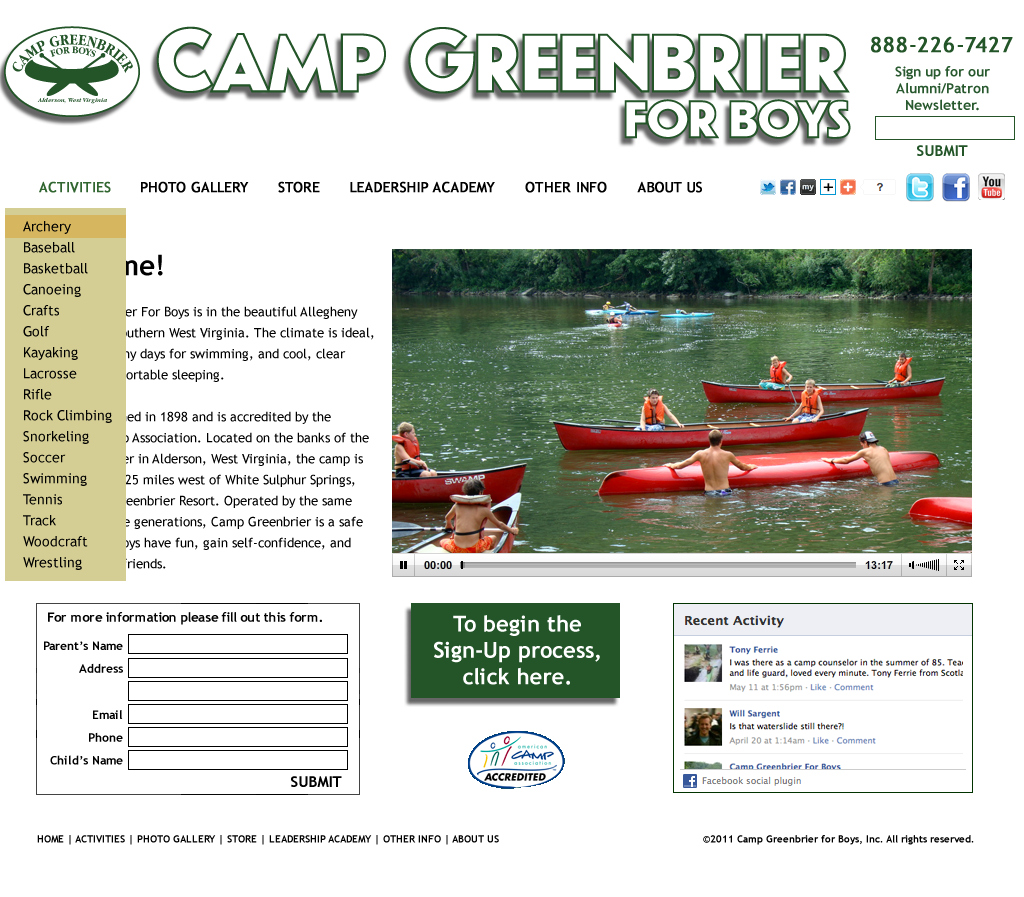 CAMP GREENBRIER
FOR BOYS
Alderson, West Virginia
CAMP GREENBRIER
FOR BOYS
888-226-7427
Sign up for our
Alumni/Patron
Newsletter.
SUBMIT
ACTIVITIES PHOTO GALLERY STORE LEADERSHIP ACADEMY OTHER INFO ABOUT US
my ? You
Tube
Archery
Baseball
Basketball
Canoeing
Crafts
Golf
Kayaking
Lacrosse
Rifle
Rock Climbing
Snorkeling
Soccer
Swimming
Tennis
Track
Woodcraft
Wrestling
me!
er For Boys is in the beautiful Allegheny
outhern West Virginia. The climate is ideal,
ny days for swimming, and cool, clear
ortable sleeping.
ned in 1898 and is accredited by the
p Association. Located on the banks of the
er in Alderson, West Virginia, the camp is
25 miles west of White Sulphur Springs,
eenbrier Resort. Operated by the same
e generations, Camp Greenbrier is a safe
oys have fun, gain self-confidence, and
friends.
SWAMP
00:00 13:17
For more information please fill out this form.
Parent's Name
Address
Email
Phone
Child's Name
SUBMIT
To begin the
Sign-Up process,
click here.
american
CAMP
association
ACCREDITED
Recent Activity
Tony Ferrie
I was there as a camp counselor in the summer of 85. Tea
and life guard, loved every minute. Tony Ferrie from Scotla
May 11 at 1:56pm · Like · Comment
Will Sargent
Is that waterslide still there?!
April 20 at 1:14am · Like · Comment
Camp Greenbrier For Boys
Facebook social plugin
HOME | ACTIVITIES | PHOTO GALLERY | STORE | LEADERSHIP ACADEMY | OTHER INFO | ABOUT US
©2011 Camp Greenbrier for Boys, Inc. All rights reserved.